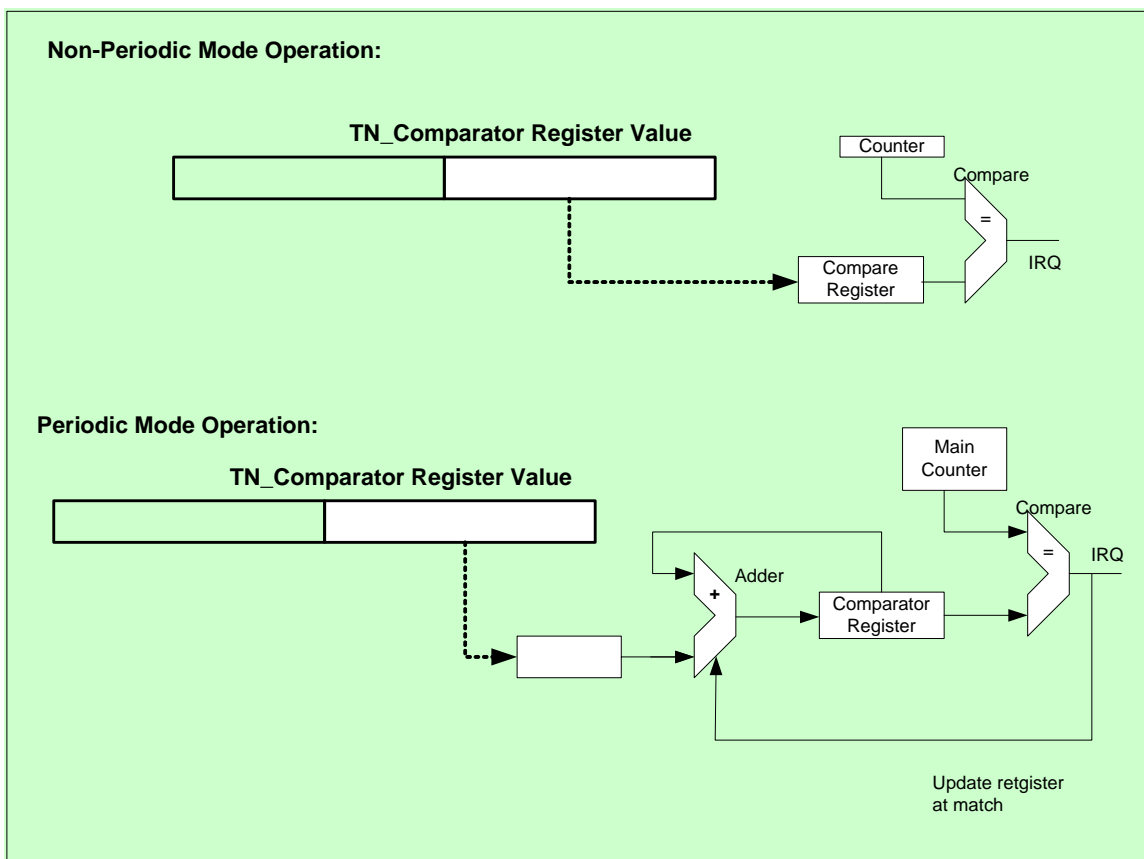 Non-Periodic Mode Operation:
TN_Comparator Register Value
Counter
Compare
=
Compare
Register
IRQ
Periodic Mode Operation:
TN_Comparator Register Value
Main
Counter
Compare
=
IRQ
Adder
+
Comparator
Register
Update retgister
at match